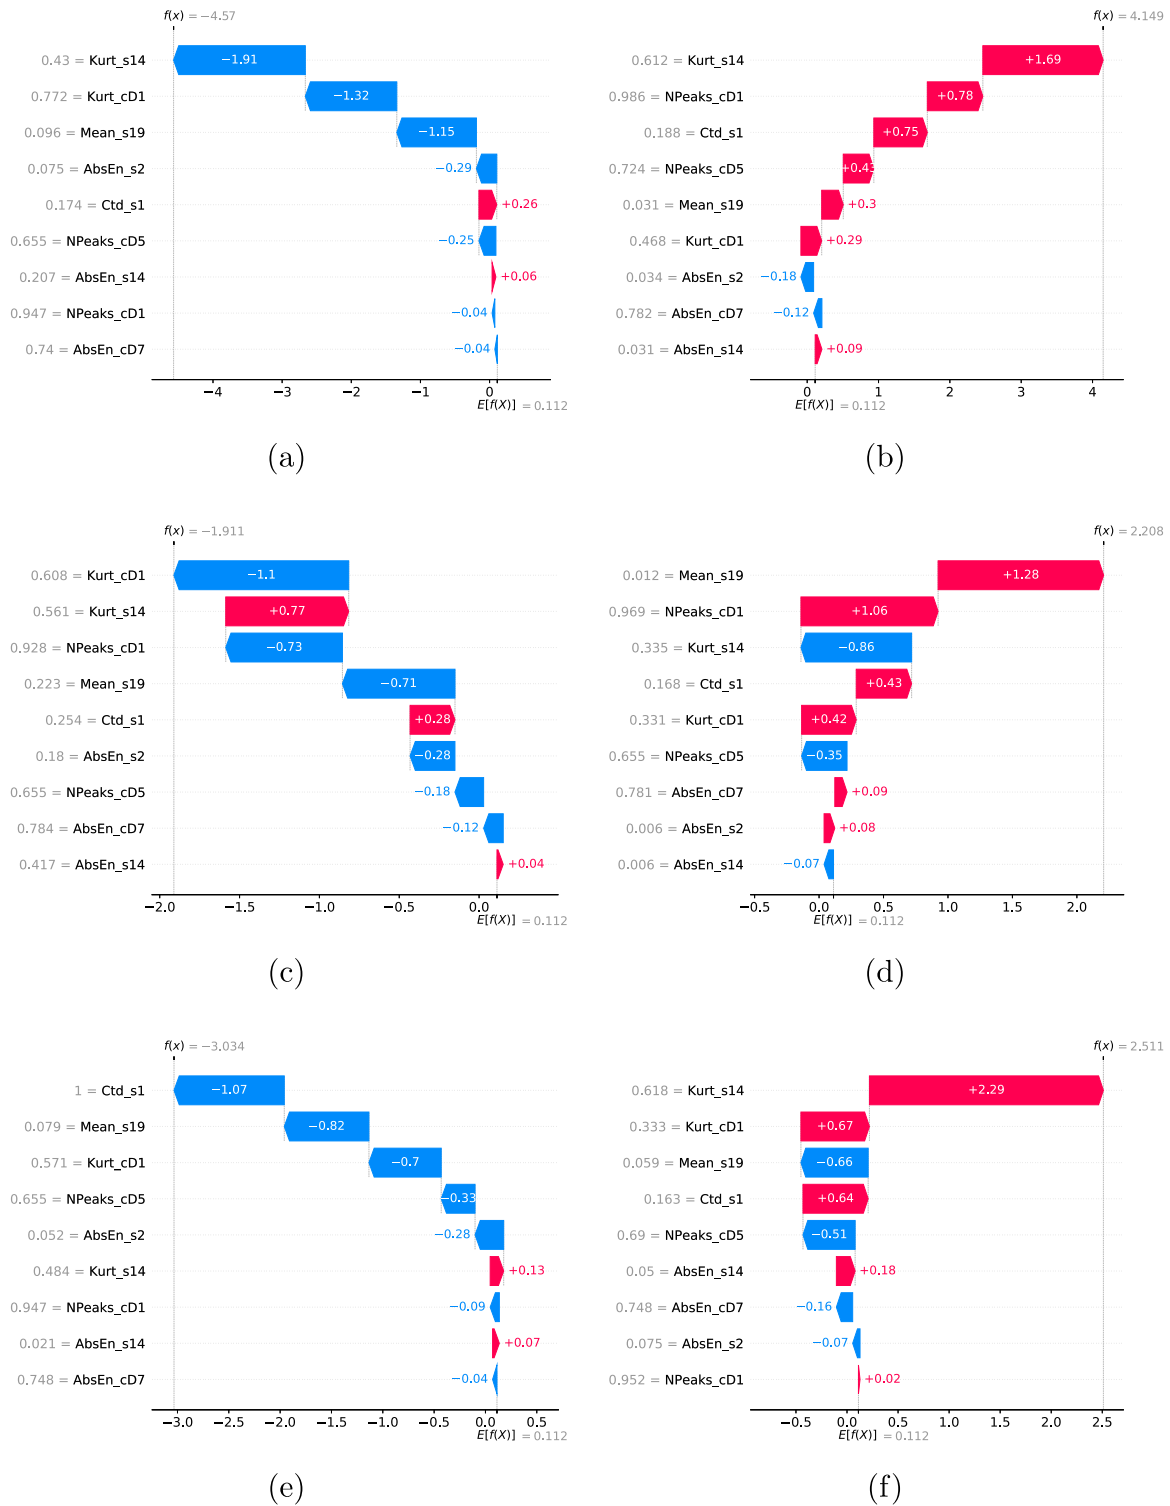 f(x) = −4.57
0.43 = Kurt_s14 −1.91
0.772 = Kurt_cD1 −1.32
0.096 = Mean_s19 −1.15
0.075 = AbsEn_s2 −0.29
0.174 = Ctd_s1 +0.26
0.655 = NPeaks_cD5 −0.25
0.207 = AbsEn_s14 +0.06
0.947 = NPeaks_cD1 −0.04
0.74 = AbsEn_cD7 −0.04
−4 −3 −2 −1 0
E[f(X)] = 0.112
(a)
f(x) = 4.149
0.612 = Kurt_s14 +1.69
0.986 = NPeaks_cD1 +0.78
0.188 = Ctd_s1 +0.75
0.724 = NPeaks_cD5 +0.43
0.031 = Mean_s19 +0.3
0.468 = Kurt_cD1 +0.29
0.034 = AbsEn_s2 −0.18
0.782 = AbsEn_cD7 −0.12
0.031 = AbsEn_s14 +0.09
0 1 2 3 4
E[f(X)] = 0.112
(b)
f(x) = −1.911
0.608 = Kurt_cD1 −1.1
0.561 = Kurt_s14 +0.77
0.928 = NPeaks_cD1 −0.73
0.223 = Mean_s19 −0.71
0.254 = Ctd_s1 +0.28
0.18 = AbsEn_s2 −0.28
0.655 = NPeaks_cD5 −0.18
0.784 = AbsEn_cD7 −0.12
0.417 = AbsEn_s14 +0.04
−2.0 −1.5 −1.0 −0.5 0.0
E[f(X)] = 0.112
(c)
f(x) = 2.208
0.012 = Mean_s19 +1.28
0.969 = NPeaks_cD1 +1.06
0.335 = Kurt_s14 −0.86
0.168 = Ctd_s1 +0.43
0.331 = Kurt_cD1 +0.42
0.655 = NPeaks_cD5 −0.35
0.781 = AbsEn_cD7 +0.09
0.006 = AbsEn_s2 +0.08
0.006 = AbsEn_s14 −0.07
−0.5 0.0 0.5 1.0 1.5 2.0
E[f(X)] = 0.112
(d)
f(x) = −3.034
1 = Ctd_s1 −1.07
0.079 = Mean_s19 −0.82
0.571 = Kurt_cD1 −0.7
0.655 = NPeaks_cD5 −0.33
0.052 = AbsEn_s2 −0.28
0.484 = Kurt_s14 +0.13
0.947 = NPeaks_cD1 −0.09
0.021 = AbsEn_s14 +0.07
0.748 = AbsEn_cD7 −0.04
−3.0 −2.5 −2.0 −1.5 −1.0 −0.5 0.0 0.5
E[f(X)] = 0.112
(e)
f(x) = 2.511
0.618 = Kurt_s14 +2.29
0.333 = Kurt_cD1 +0.67
0.059 = Mean_s19 −0.66
0.163 = Ctd_s1 +0.64
0.69 = NPeaks_cD5 −0.51
0.05 = AbsEn_s14 +0.18
0.748 = AbsEn_cD7 −0.16
0.075 = AbsEn_s2 −0.07
0.952 = NPeaks_cD1 +0.02
−0.5 0.0 0.5 1.0 1.5 2.0 2.5
E[f(X)] = 0.112
(f)